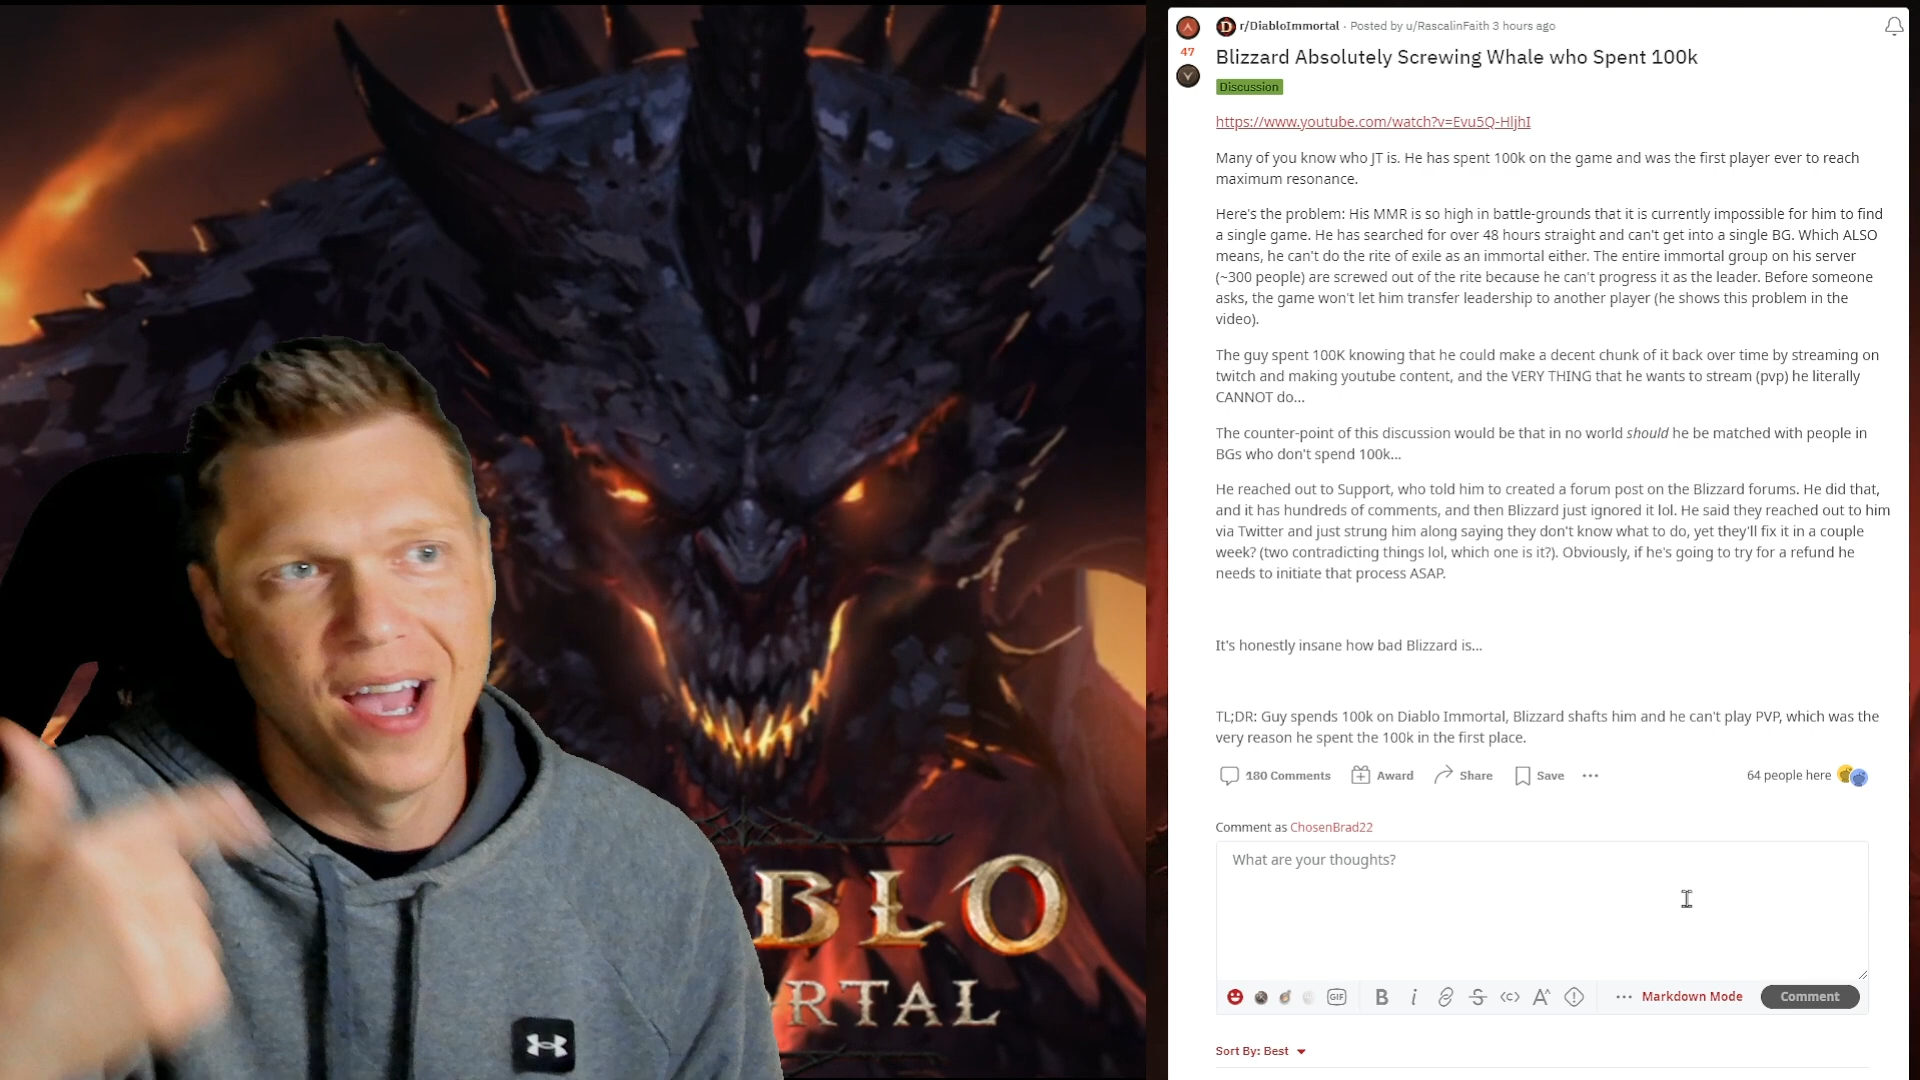 r/DiabloImmortal · Posted by u/RascalinFaith 3 hours ago
47
Blizzard Absolutely Screwing Whale who Spent 100k
Discussion
https://www.youtube.com/watch?v=Evu5Q-HljhI
Many of you know who JT is. He has spent 100k on the game and was the first player ever to reach
maximum resonance.
Here's the problem: His MMR is so high in battle-grounds that it is currently impossible for him to find
a single game. He has searched for over 48 hours straight and can't get into a single BG. Which ALSO
means, he can't do the rite of exile as an immortal either. The entire immortal group on his server
(~300 people) are screwed out of the rite because he can't progress it as the leader. Before someone
asks, the game won't let him transfer leadership to another player (he shows this problem in the
video).
The guy spent 100K knowing that he could make a decent chunk of it back over time by streaming on
twitch and making youtube content, and the VERY THING that he wants to stream (pvp) he literally
CANNOT do...
The counter-point of this discussion would be that in no world should he be matched with people in
BGs who don't spend 100k...
He reached out to Support, who told him to created a forum post on the Blizzard forums. He did that,
and it has hundreds of comments, and then Blizzard just ignored it lol. He said they reached out to him
via Twitter and just strung him along saying they don't know what to do, yet they'll fix it in a couple
week? (two contradicting things lol, which one is it?). Obviously, if he's going to try for a refund he
needs to initiate that process ASAP.
It's honestly insane how bad Blizzard is...
TL;DR: Guy spends 100k on Diablo Immortal, Blizzard shafts him and he can't play PVP, which was the
very reason he spent the 100k in the first place.
180 Comments Award Share Save ··· 64 people here
Comment as ChosenBrad22
What are your thoughts?
GIF B i ··· Markdown Mode Comment
Sort By: Best
BLO
RTAL